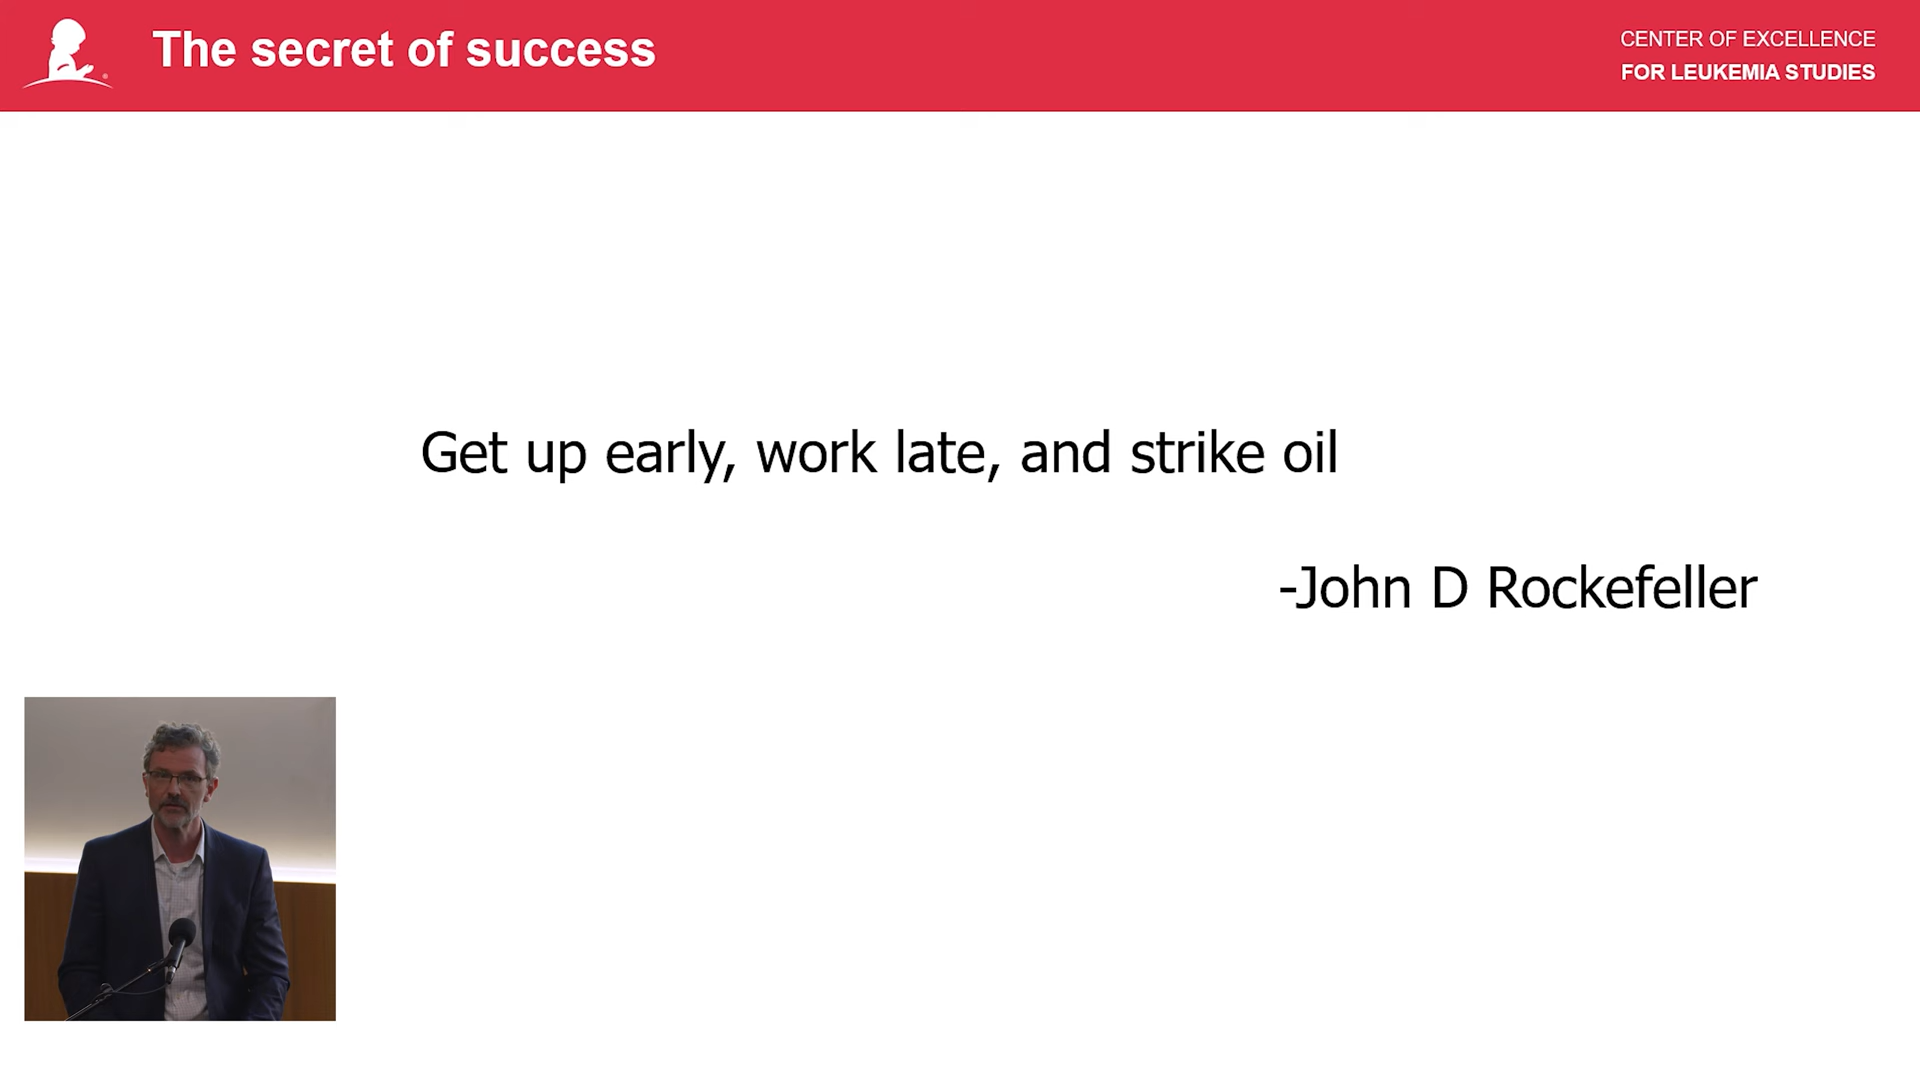 The secret of success
CENTER OF EXCELLENCE
FOR LEUKEMIA STUDIES
Get up early, work late, and strike oil
-John D Rockefeller